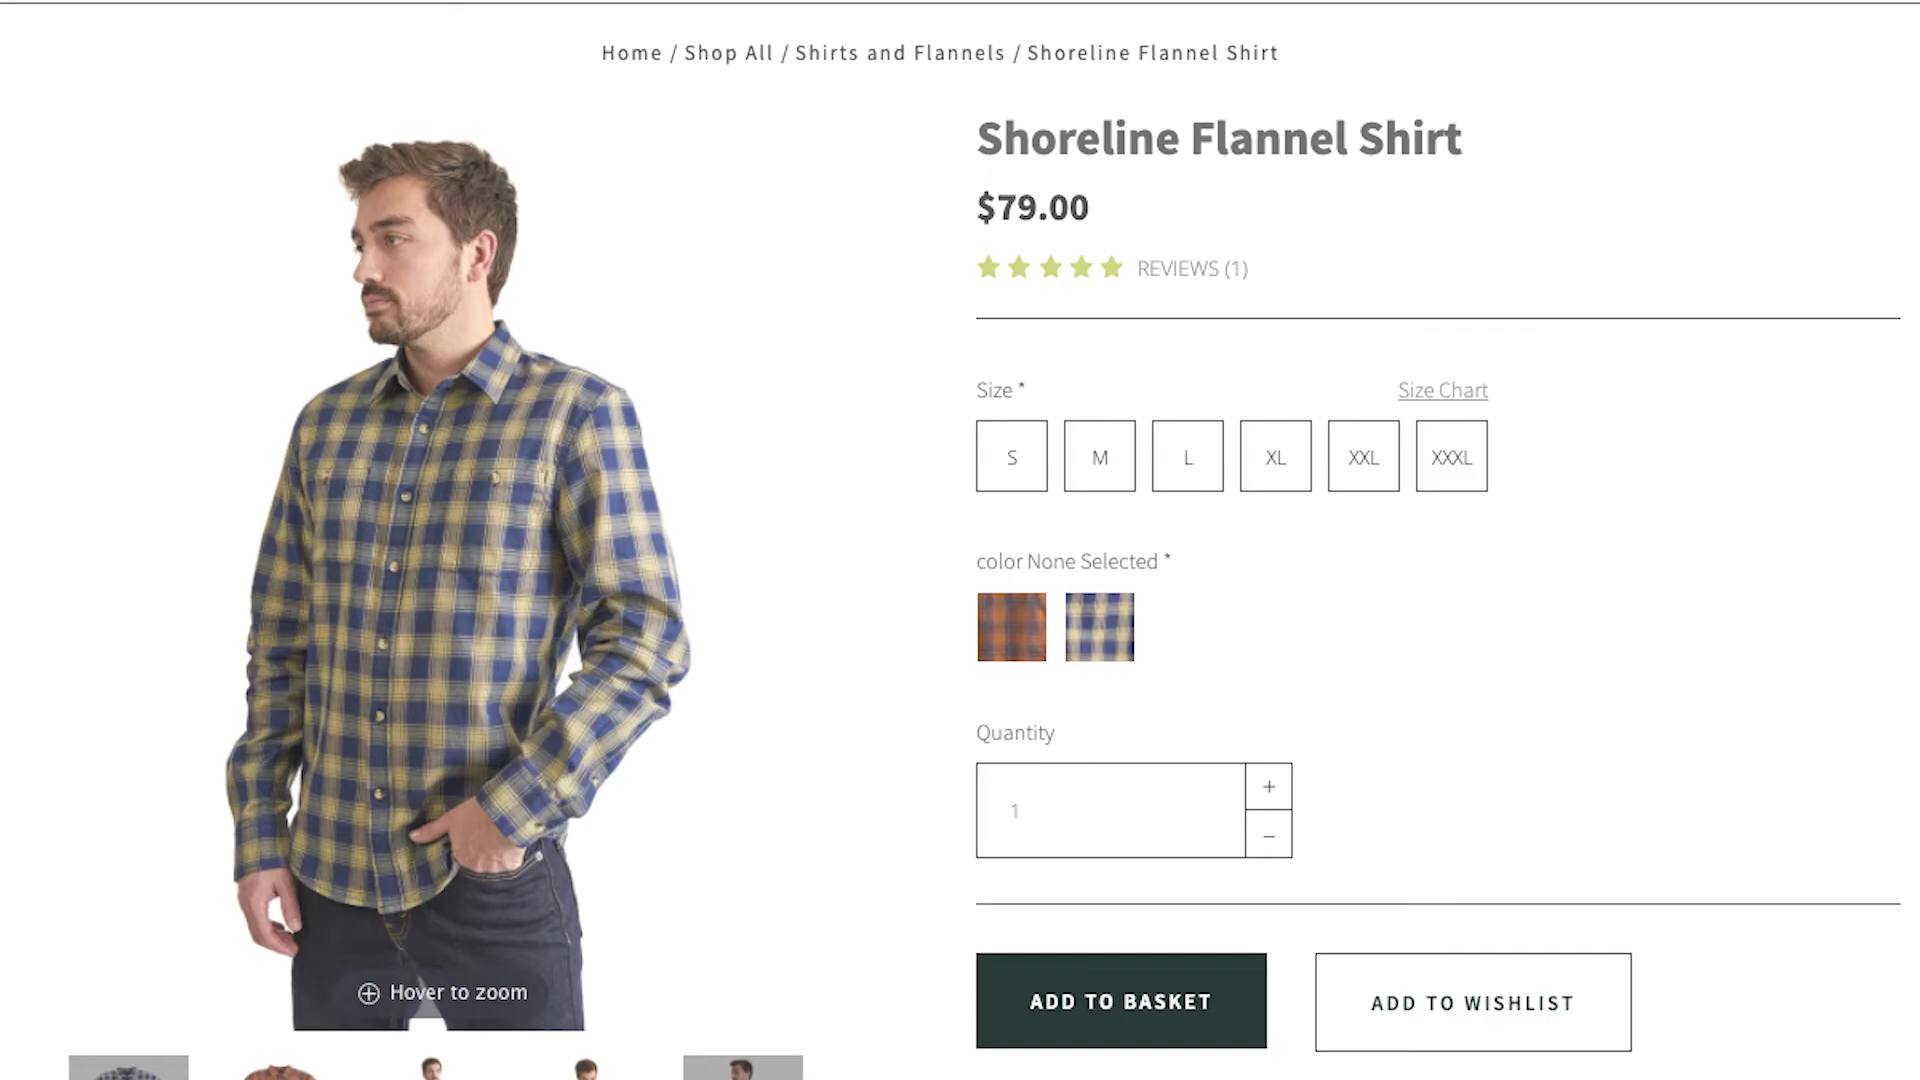 Home / Shop All / Shirts and Flannels / Shoreline Flannel Shirt
Shoreline Flannel Shirt
$79.00
REVIEWS (1)
Size *
Size Chart
S M L XL XXL XXXL
color None Selected *
Quantity
1
+
−
ADD TO BASKET
ADD TO WISHLIST
Hover to zoom